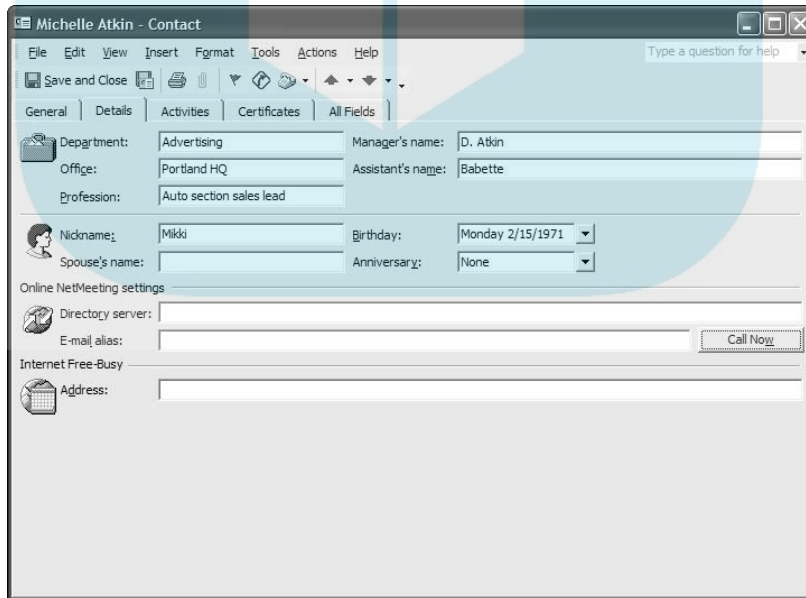 Michelle Atkin - Contact
File Edit View Insert Format Tools Actions Help Type a question for help
Save and Close
General Details Activities Certificates All Fields
Department: Advertising Manager's name: D. Atkin
Office: Portland HQ Assistant's name: Babette
Profession: Auto section sales lead
Nickname: Mikki Birthday: Monday 2/15/1971
Spouse's name: Anniversary: None
Online NetMeeting settings
Directory server:
E-mail alias: Call Now
Internet Free-Busy
Address: